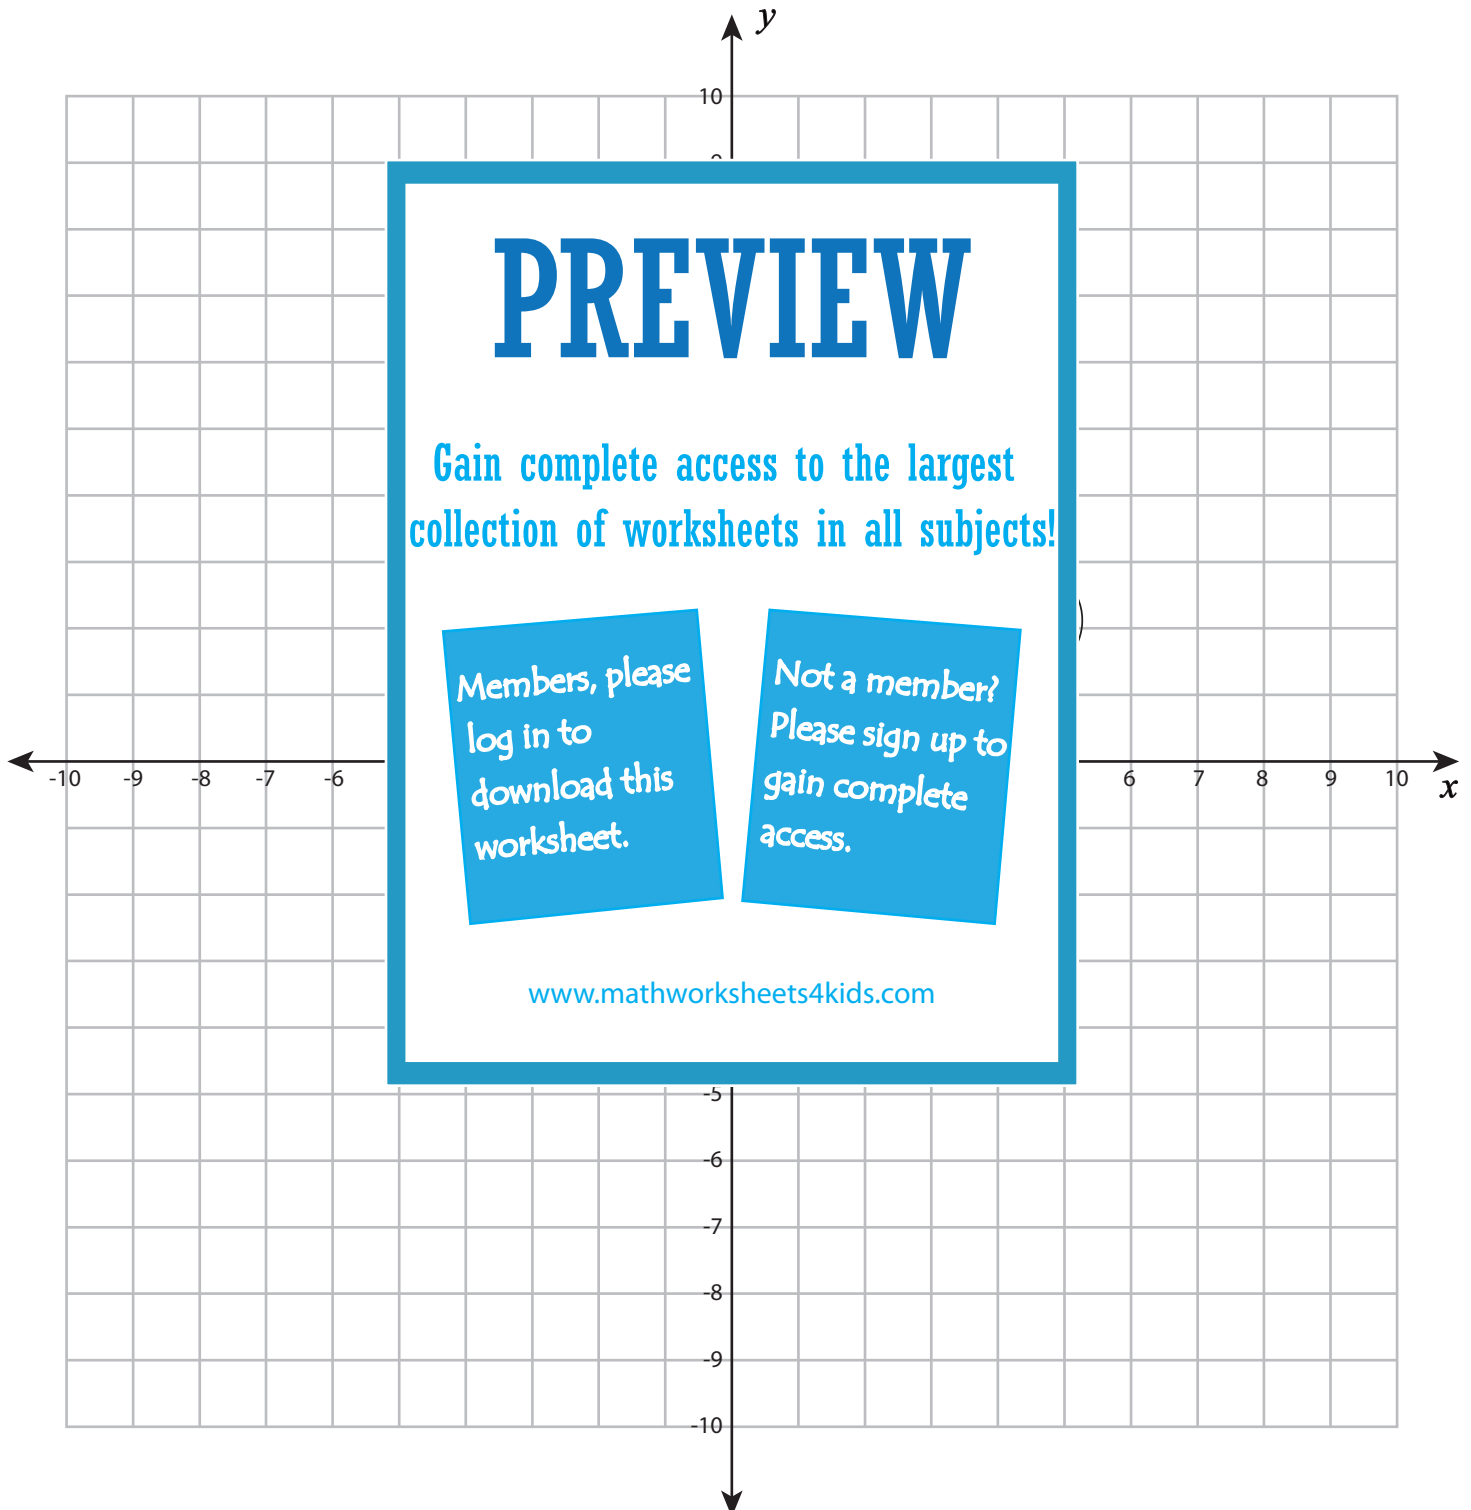 y
10
PREVIEW
Gain complete access to the largest
collection of worksheets in all subjects!
Members, please
log in to
download this
worksheet.
Not a member?
Please sign up to
gain complete
access.
-10 -9 -8 -7 -6
6 7 8 9 10
x
www.mathworksheets4kids.com
-5
-6
-7
-8
-9
-10